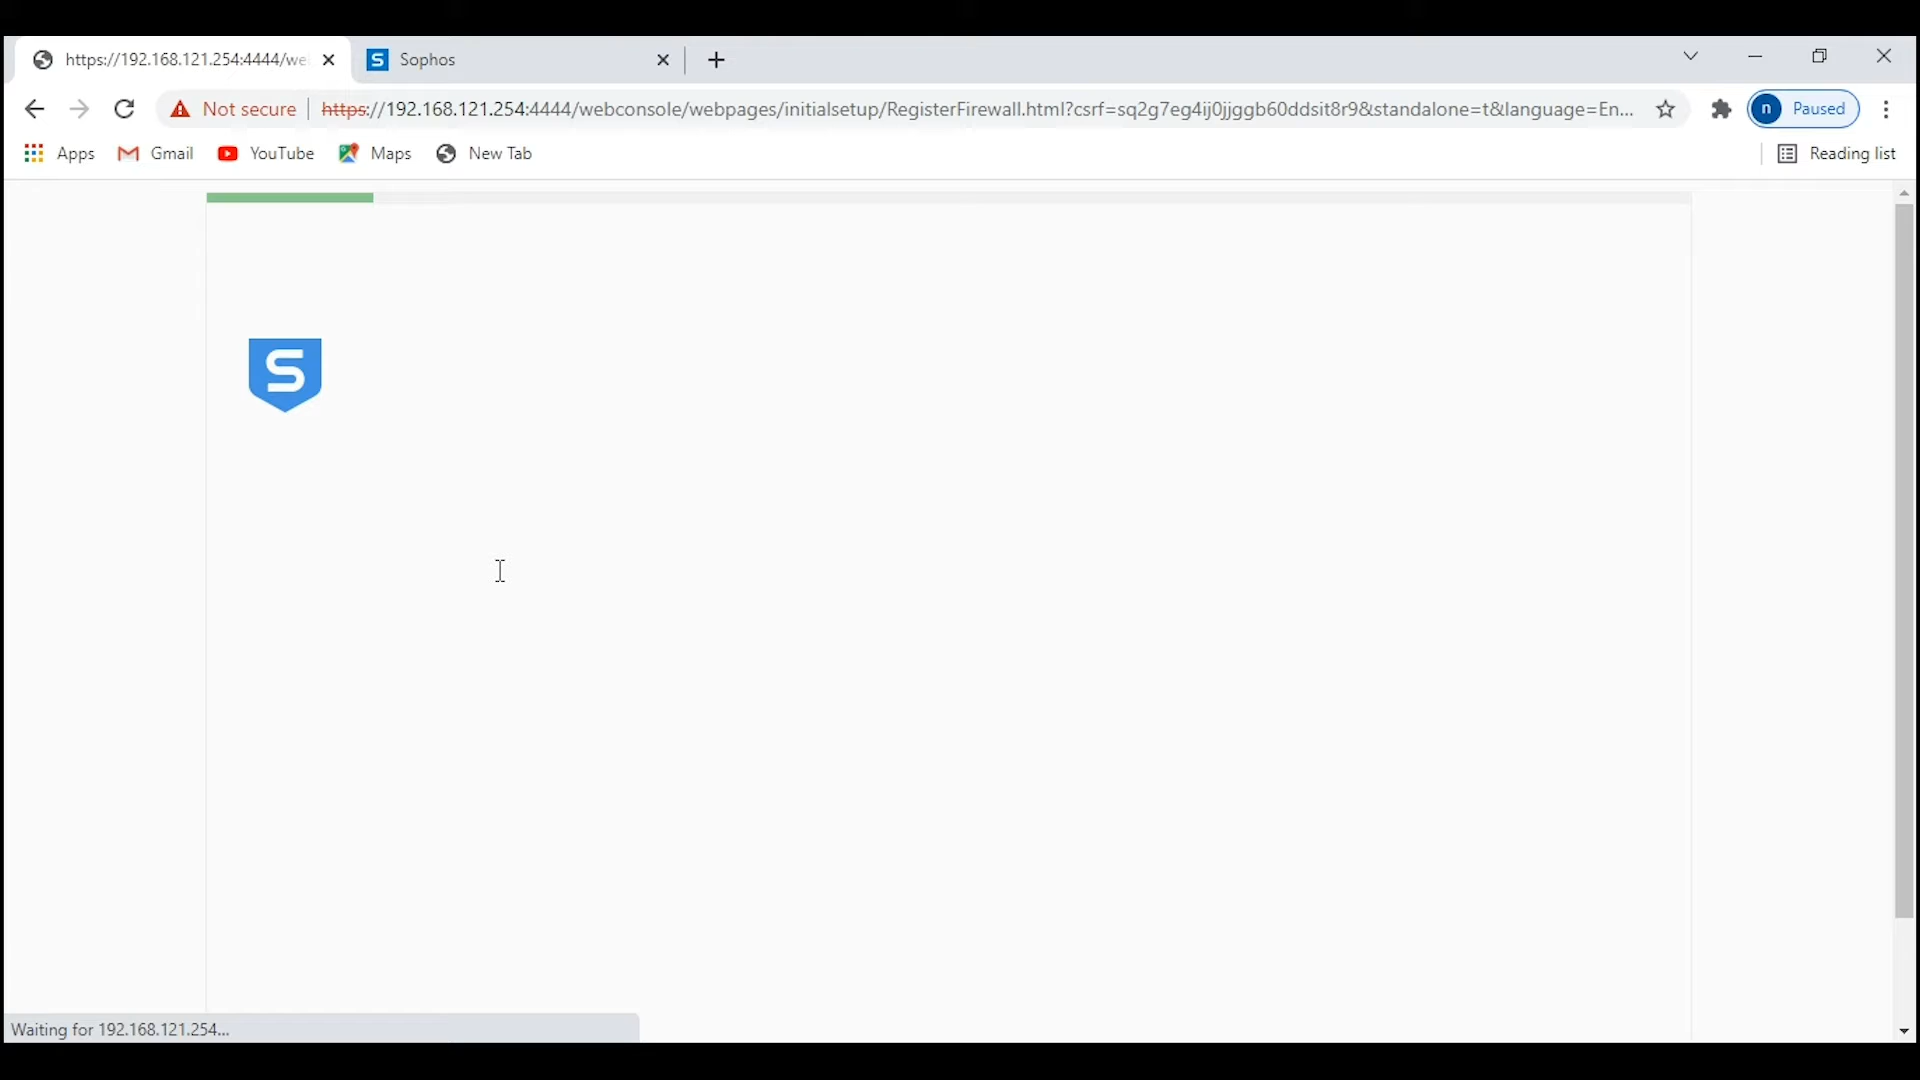 https://192.168.121.254:4444/we
Sophos
Not secure
https://192.168.121.254:4444/webconsole/webpages/initialsetup/RegisterFirewall.html?csrf=sq2g7eg4ij0jjggb60ddsit8r9&standalone=t&language=En...
n
Paused
Apps
Gmail
YouTube
Maps
New Tab
Reading list
S
Waiting for 192.168.121.254...